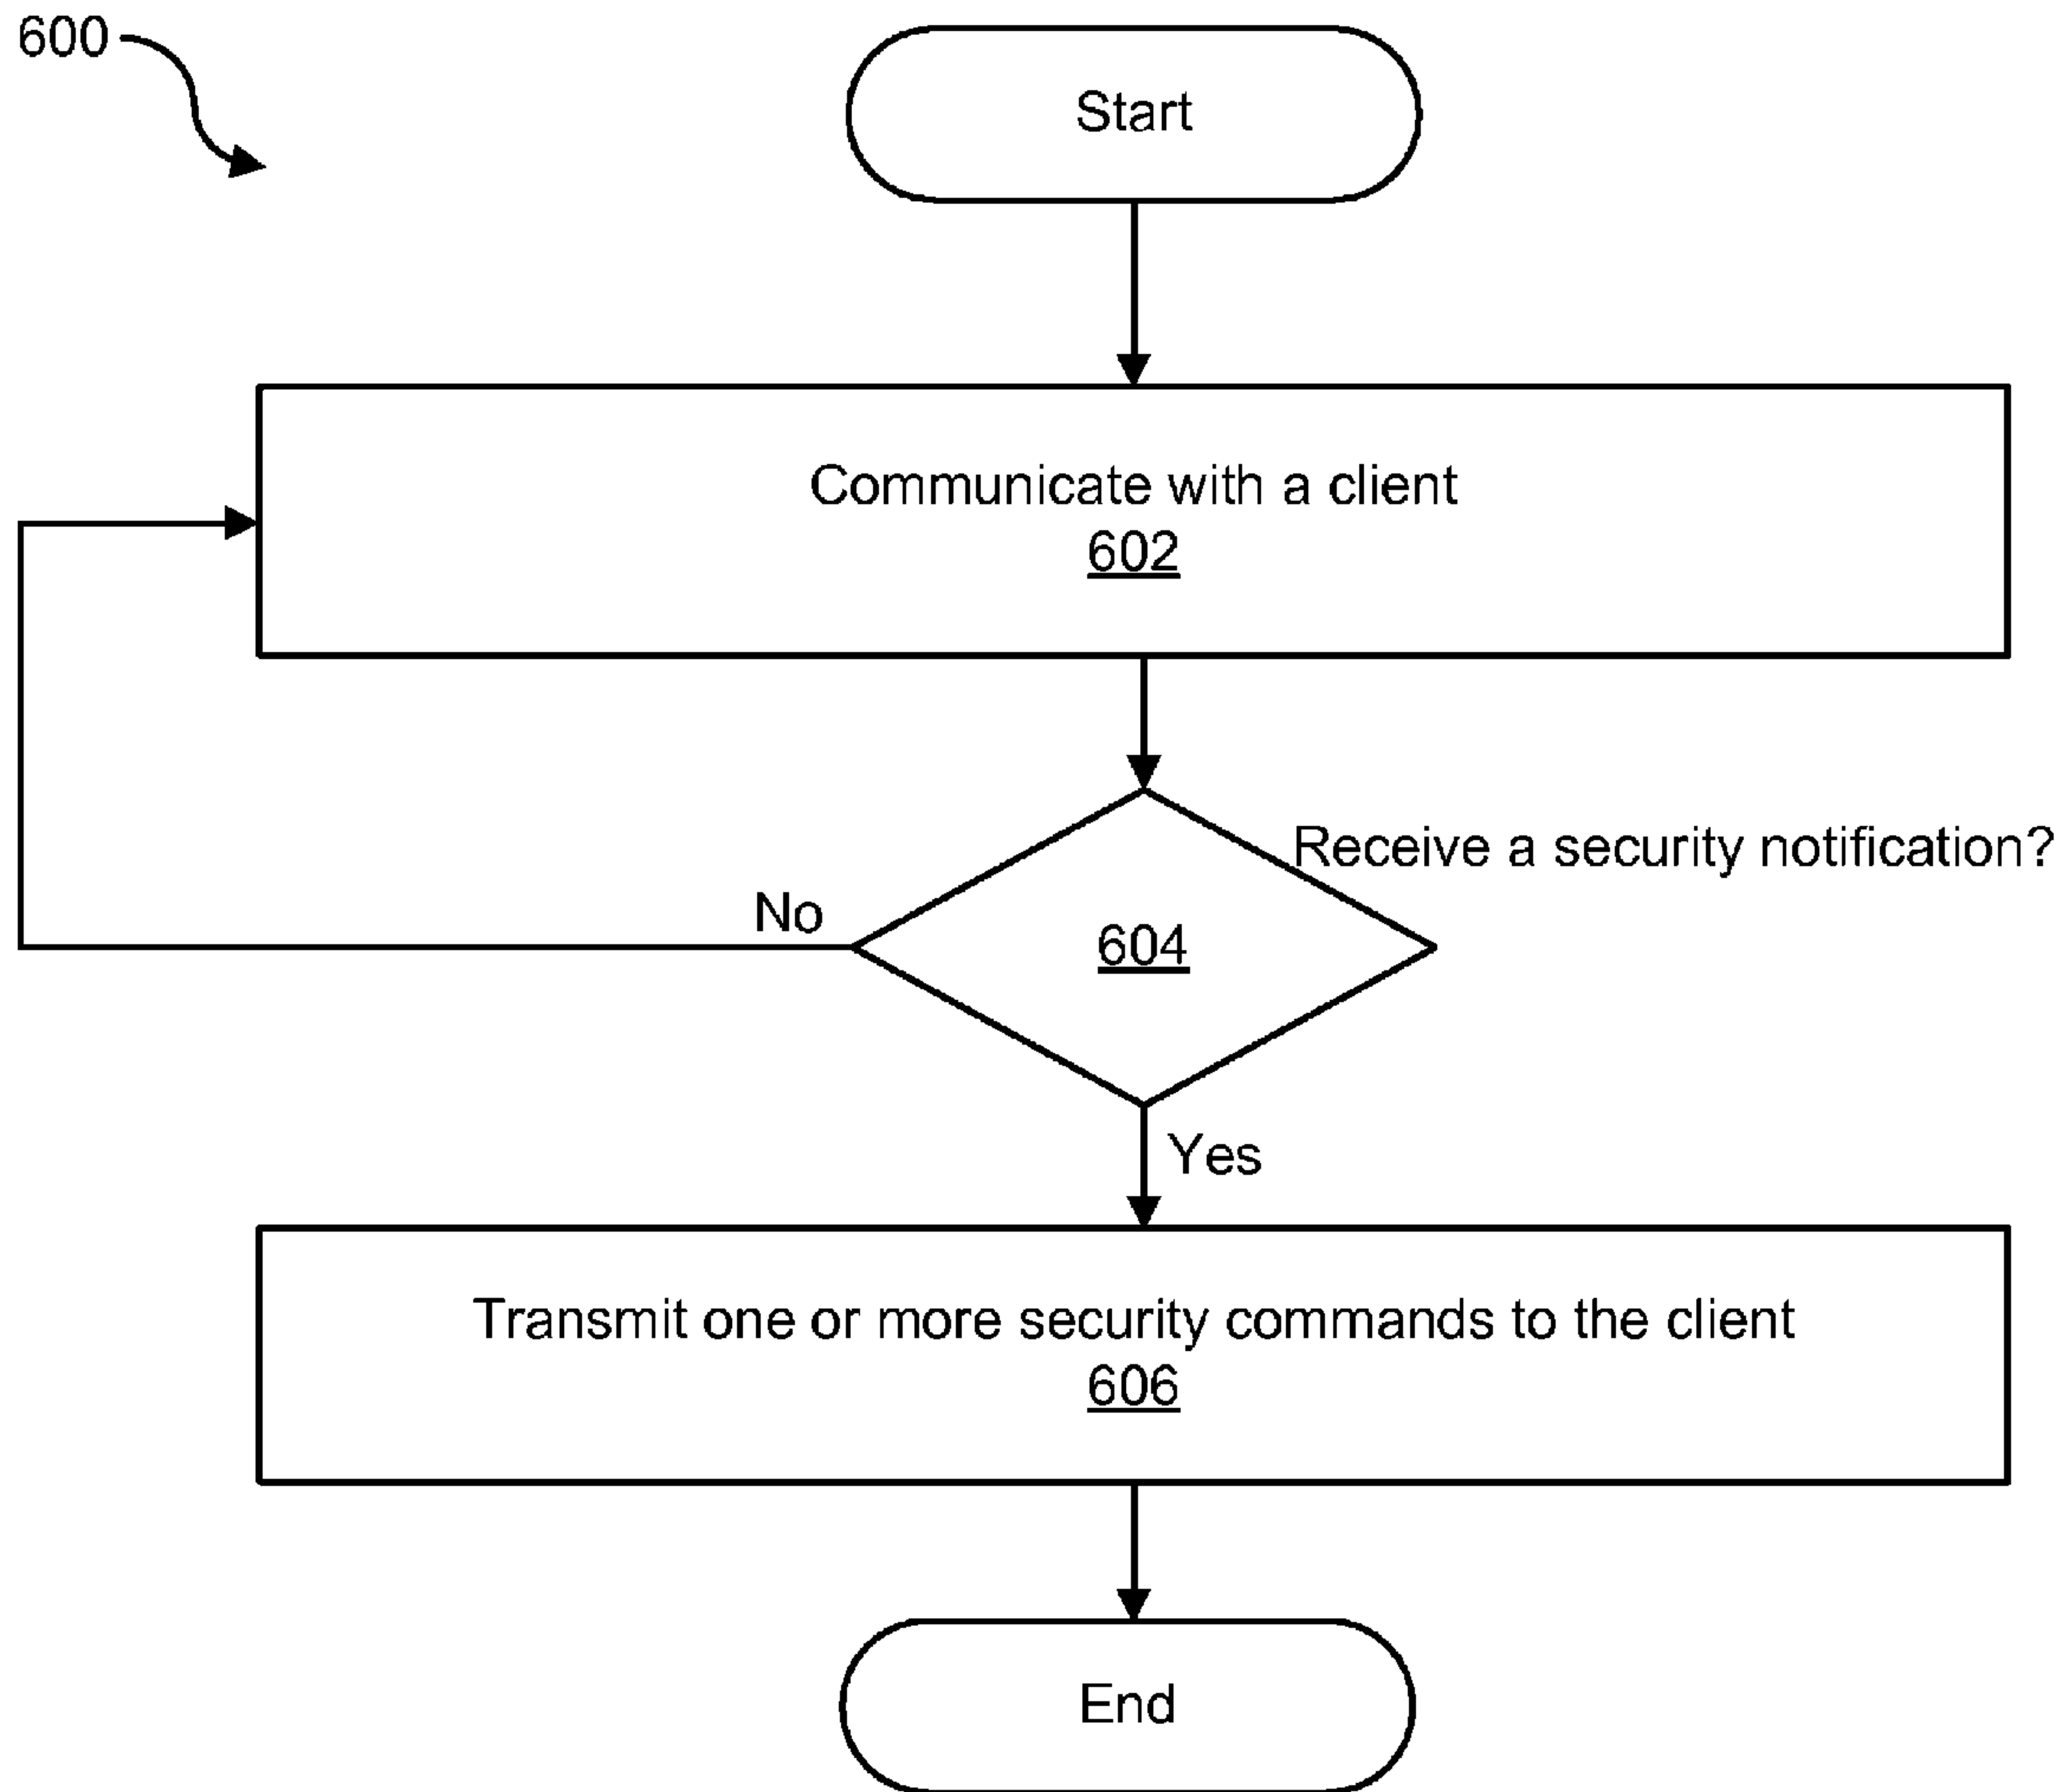 600
Start
Communicate with a client
602
Receive a security notification?
No
604
Yes
Transmit one or more security commands to the client
606
End